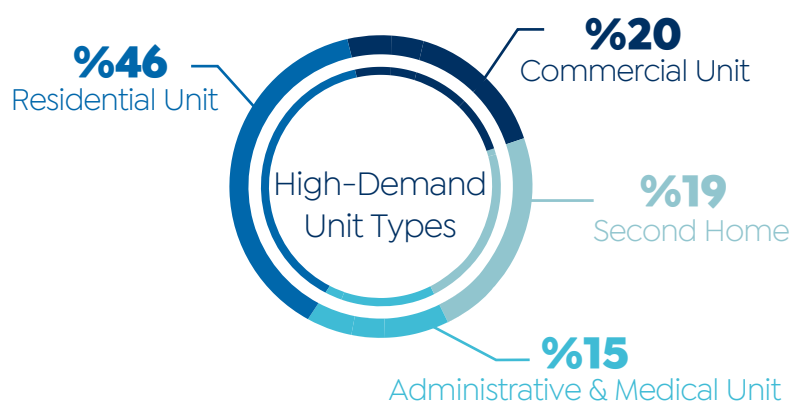 %46
Residential Unit
%20
Commercial Unit
High-Demand
Unit Types
%19
Second Home
%15
Administrative & Medical Unit